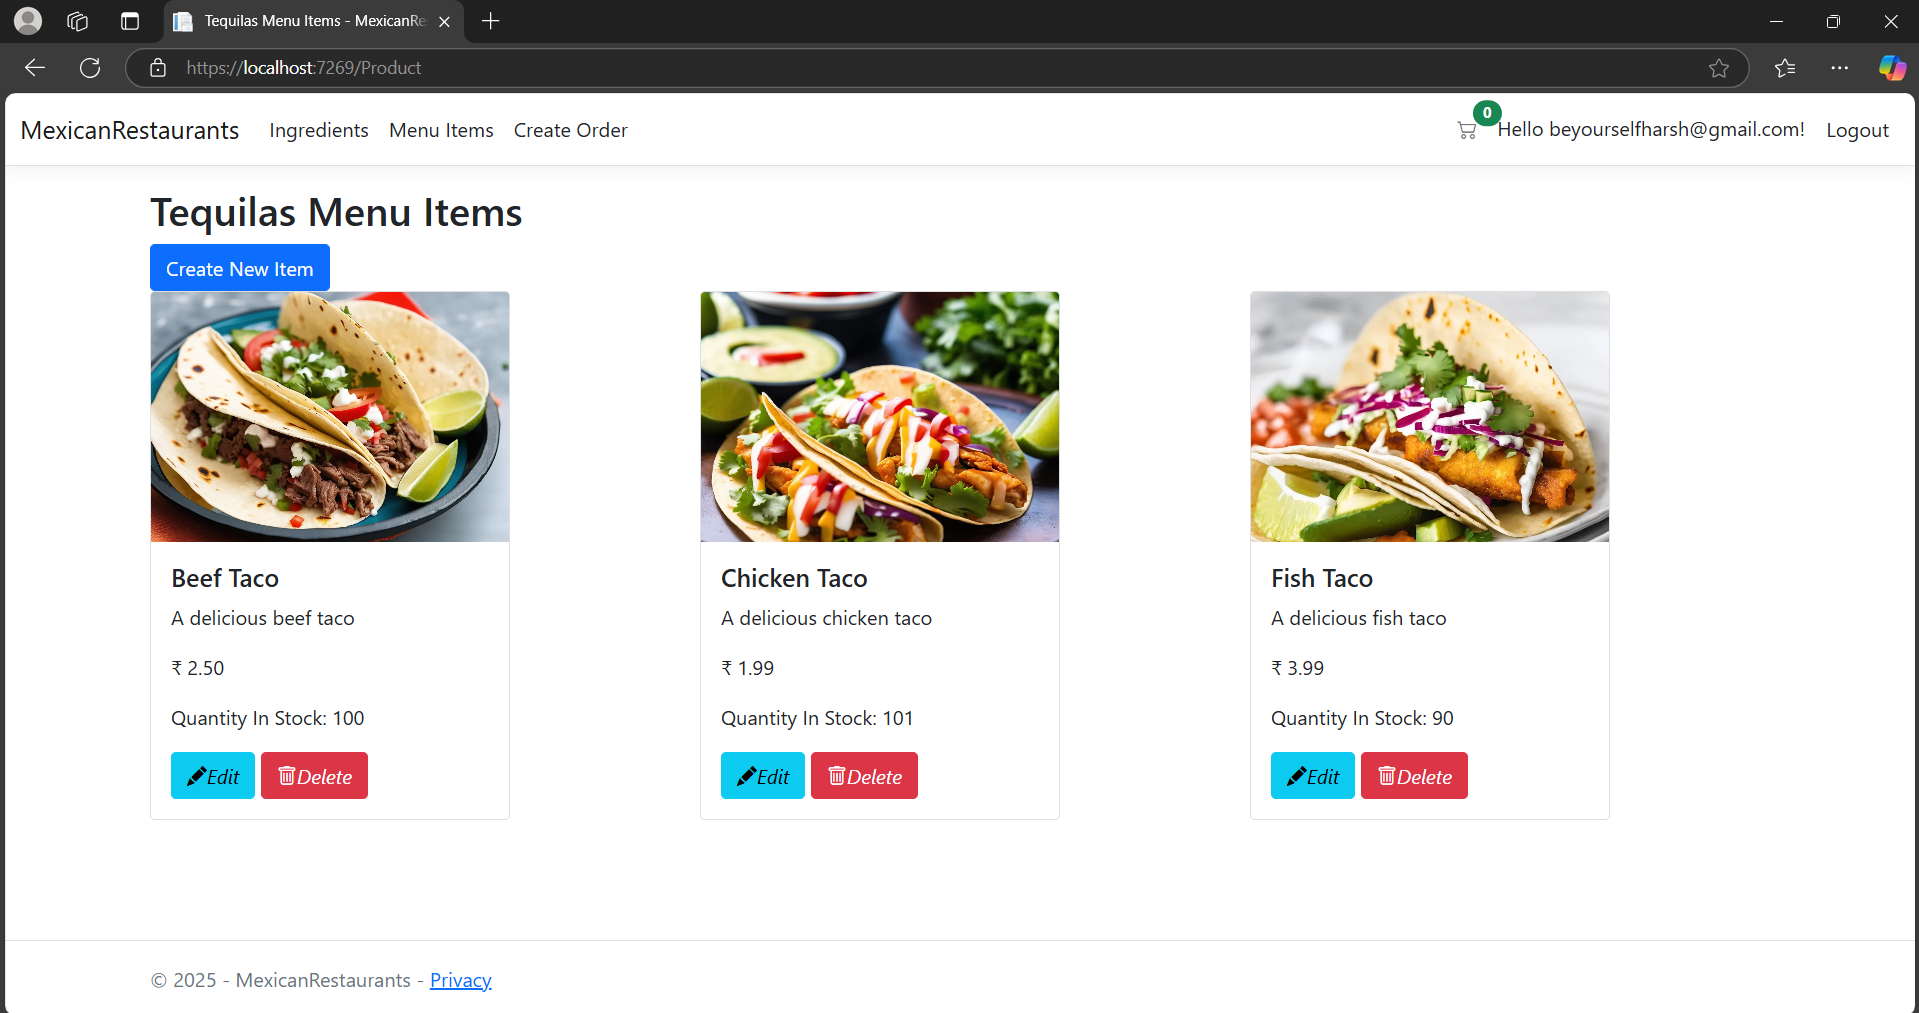 Tequilas Menu Items - MexicanRe
https://localhost:7269/Product
MexicanRestaurants Ingredients Menu Items Create Order 0 Hello beyourselfharsh@gmail.com! Logout
Tequilas Menu Items
Create New Item
Beef Taco
A delicious beef taco
₹ 2.50
Quantity In Stock: 100
Edit Delete
Chicken Taco
A delicious chicken taco
₹ 1.99
Quantity In Stock: 101
Edit Delete
Fish Taco
A delicious fish taco
₹ 3.99
Quantity In Stock: 90
Edit Delete
© 2025 - MexicanRestaurants - Privacy